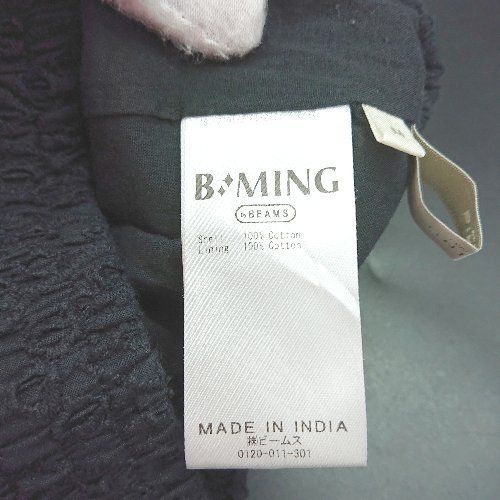 B:MING
by BEAMS
Shell 100% Cotton
Lining 100% Cotton
MADE IN INDIA
㈱ビームス
0120-011-301